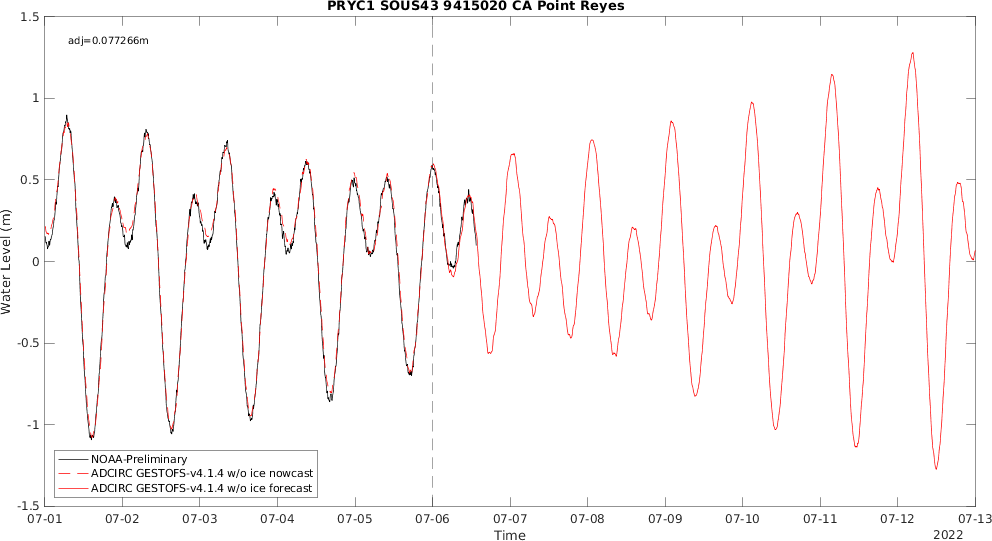 PRYC1 SOUS43 9415020 CA Point Reyes
adj=0.077266m
1.5
1
0.5
0
-0.5
-1
-1.5
Water Level (m)
NOAA-Preliminary
ADCIRC GESTOFS-v4.1.4 w/o ice nowcast
ADCIRC GESTOFS-v4.1.4 w/o ice forecast
07-01 07-02 07-03 07-04 07-05 07-06 07-07 07-08 07-09 07-10 07-11 07-12 07-13
Time
2022